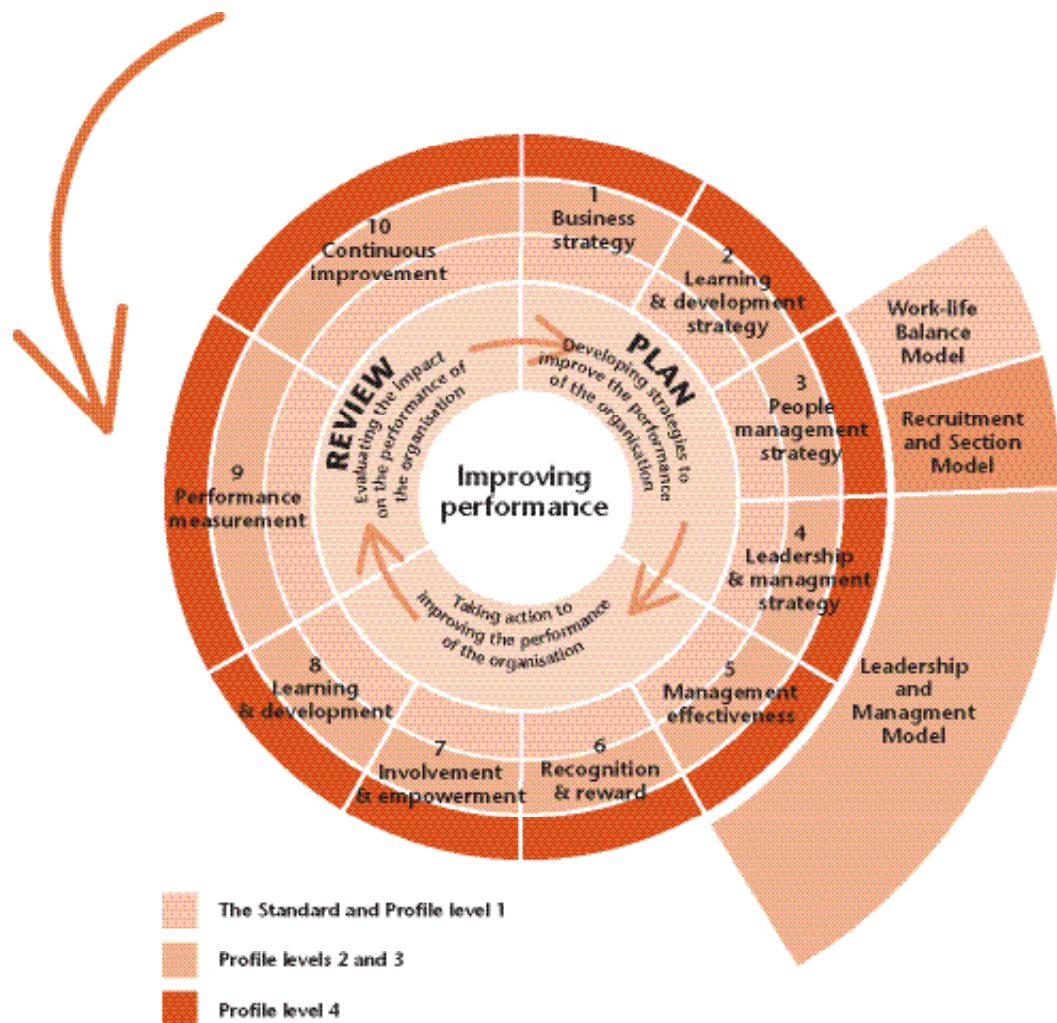 1
Business
strategy
2
Learning
& development
strategy
3
People
management
strategy
4
Leadership
& managment
strategy
5
Management
effectiveness
6
Recognition
& reward
7
Involvement
& empowerment
8
Learning
& development
9
Performance
measurement
10
Continuous
improvement
PLAN
Developing strategies to
improve the performance
of the organisation
REVIEW
Evaluating the impact
on the performance of
the organisation
Taking action to
improving the performance
of the organisation
Improving
performance
Work-life
Balance
Model
Recruitment
and Section
Model
Leadership
and
Managment
Model
The Standard and Profile level 1
Profile levels 2 and 3
Profile level 4